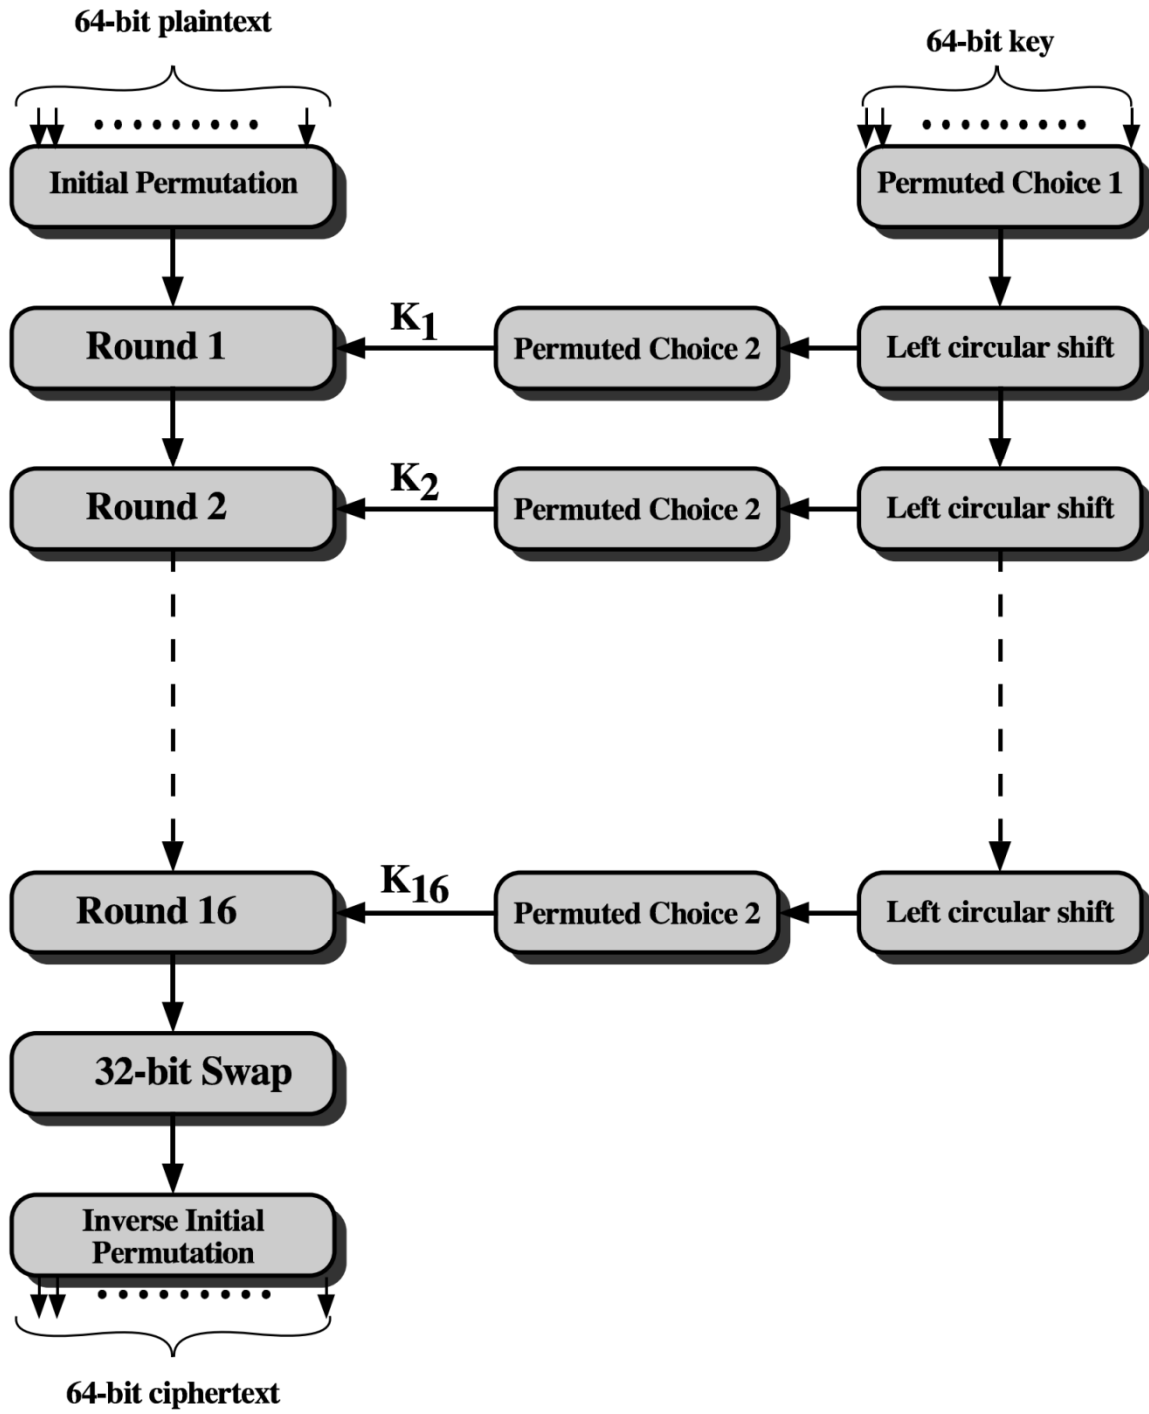 64-bit plaintext
64-bit key
Initial Permutation
Permuted Choice 1
Round 1
K1
Permuted Choice 2
Left circular shift
Round 2
K2
Permuted Choice 2
Left circular shift
Round 16
K16
Permuted Choice 2
Left circular shift
32-bit Swap
Inverse Initial
Permutation
64-bit ciphertext